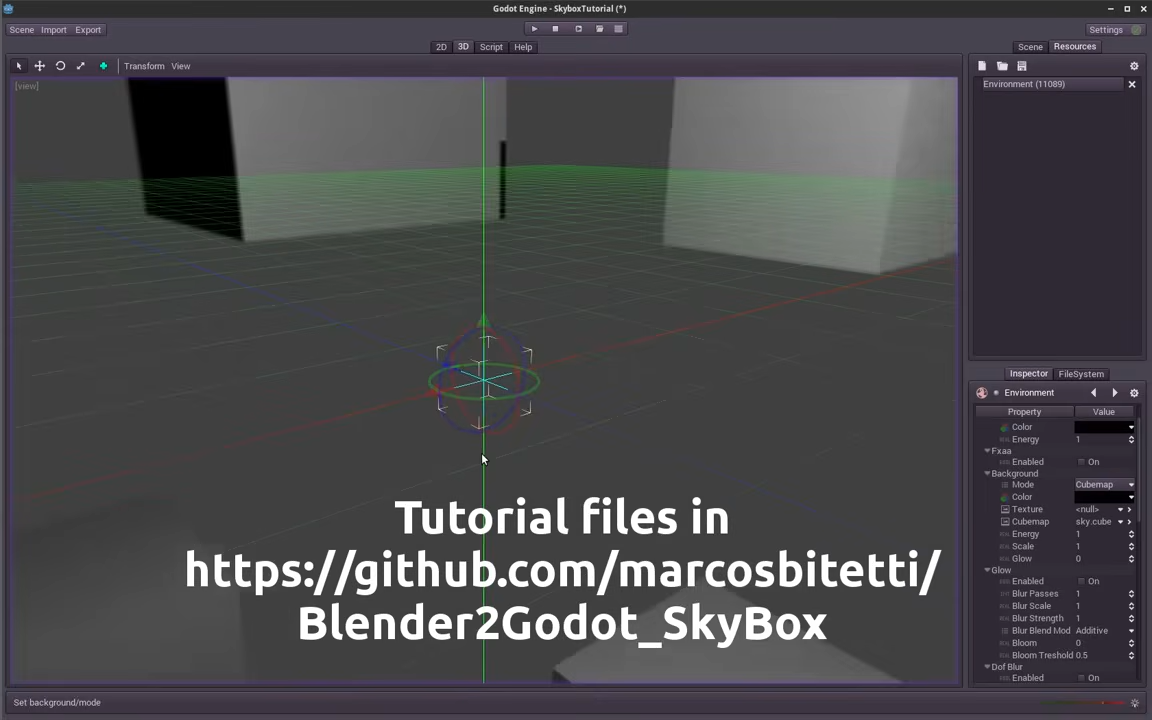 Godot Engine - SkyboxTutorial (*)
Scene Import Export
Settings
2D 3D Script Help
Scene Resources
Transform View
[view]
Environment (11089)
Inspector FileSystem
Environment
Property Value
Color
Energy 1
Fxaa
Enabled On
Background
Mode Cubemap
Color
Texture <null>
Cubemap sky.cube
Energy 1
Scale 1
Glow 0
Glow
Enabled On
Blur Passes 1
Blur Scale 1
Blur Strength 1
Blur Blend Mod Additive
Bloom 0
Bloom Treshold 0.5
Dof Blur
Enabled On
Tutorial files in
https://github.com/marcosbitetti/
Blender2Godot_SkyBox
Set background/mode